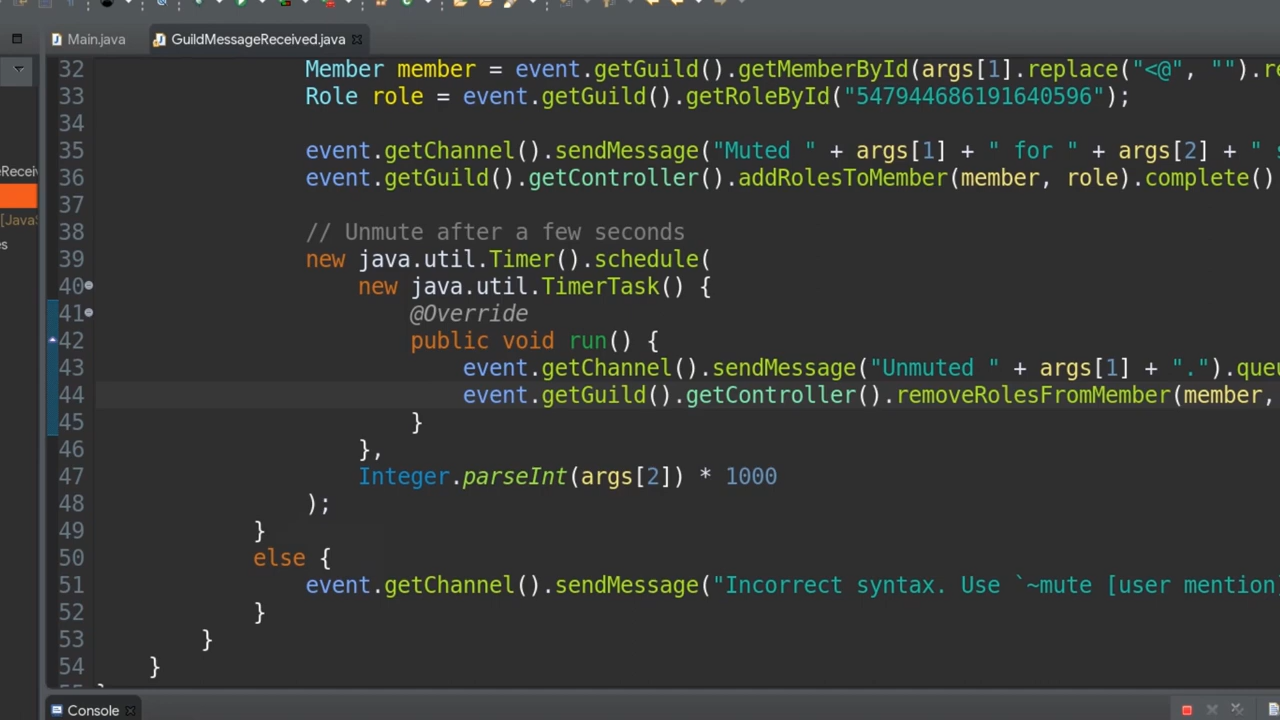 Main.java
GuildMessageReceived.java
32 Member member = event.getGuild().getMemberById(args[1].replace("<@", "").re
33 Role role = event.getGuild().getRoleById("547944686191640596");
34
35 event.getChannel().sendMessage("Muted " + args[1] + " for " + args[2] + " s
36 event.getGuild().getController().addRolesToMember(member, role).complete()
37
38 // Unmute after a few seconds
39 new java.util.Timer().schedule(
40 new java.util.TimerTask() {
41 @Override
42 public void run() {
43 event.getChannel().sendMessage("Unmuted " + args[1] + ".").queu
44 event.getGuild().getController().removeRolesFromMember(member,
45 }
46 },
47 Integer.parseInt(args[2]) * 1000
48 );
49 }
50 else {
51 event.getChannel().sendMessage("Incorrect syntax. Use `~mute [user mention]
52 }
53 }
54 }
eRecei
[JavaS
es
Console